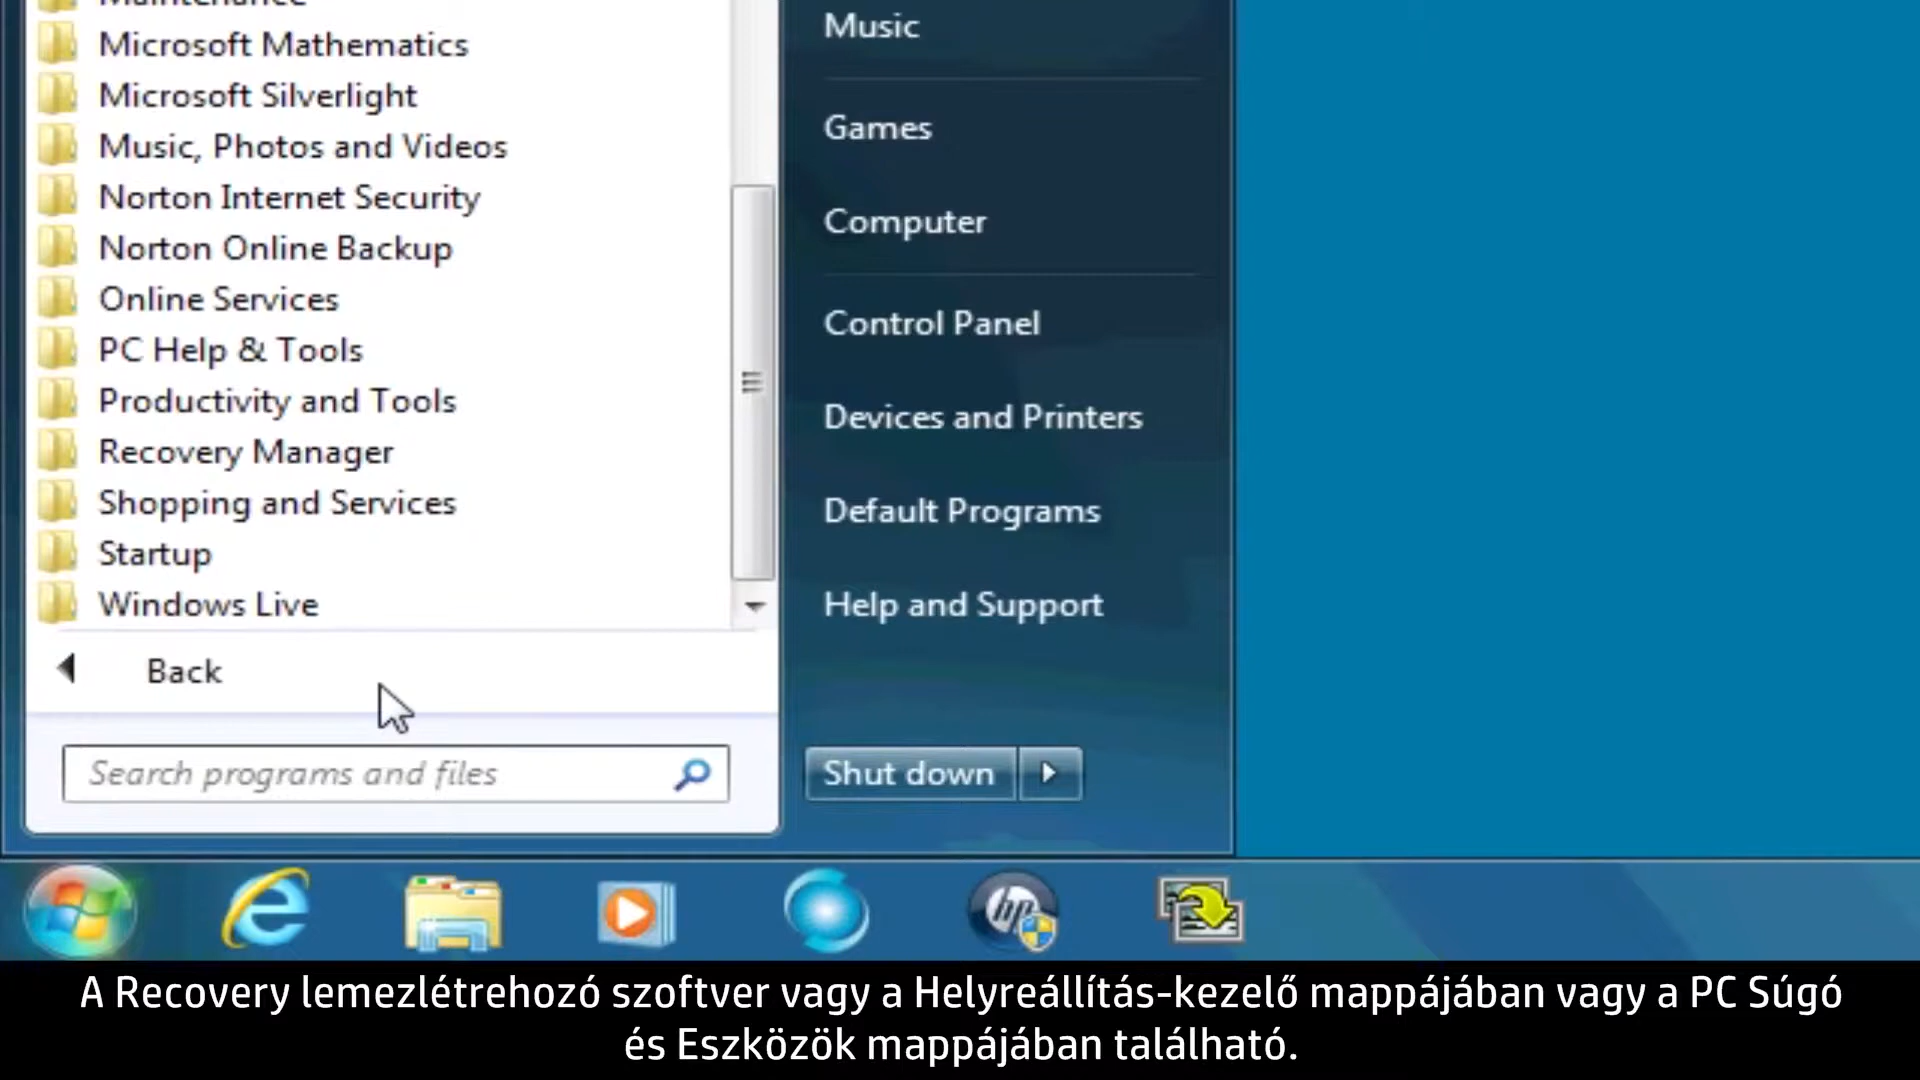 Maintenance
Microsoft Mathematics
Microsoft Silverlight
Music, Photos and Videos
Norton Internet Security
Norton Online Backup
Online Services
PC Help & Tools
Productivity and Tools
Recovery Manager
Shopping and Services
Startup
Windows Live
Back
Search programs and files
Music
Games
Computer
Control Panel
Devices and Printers
Default Programs
Help and Support
Shut down
hp
A Recovery lemezlétrehozó szoftver vagy a Helyreállítás-kezelő mappájában vagy a PC Súgó
és Eszközök mappájában található.